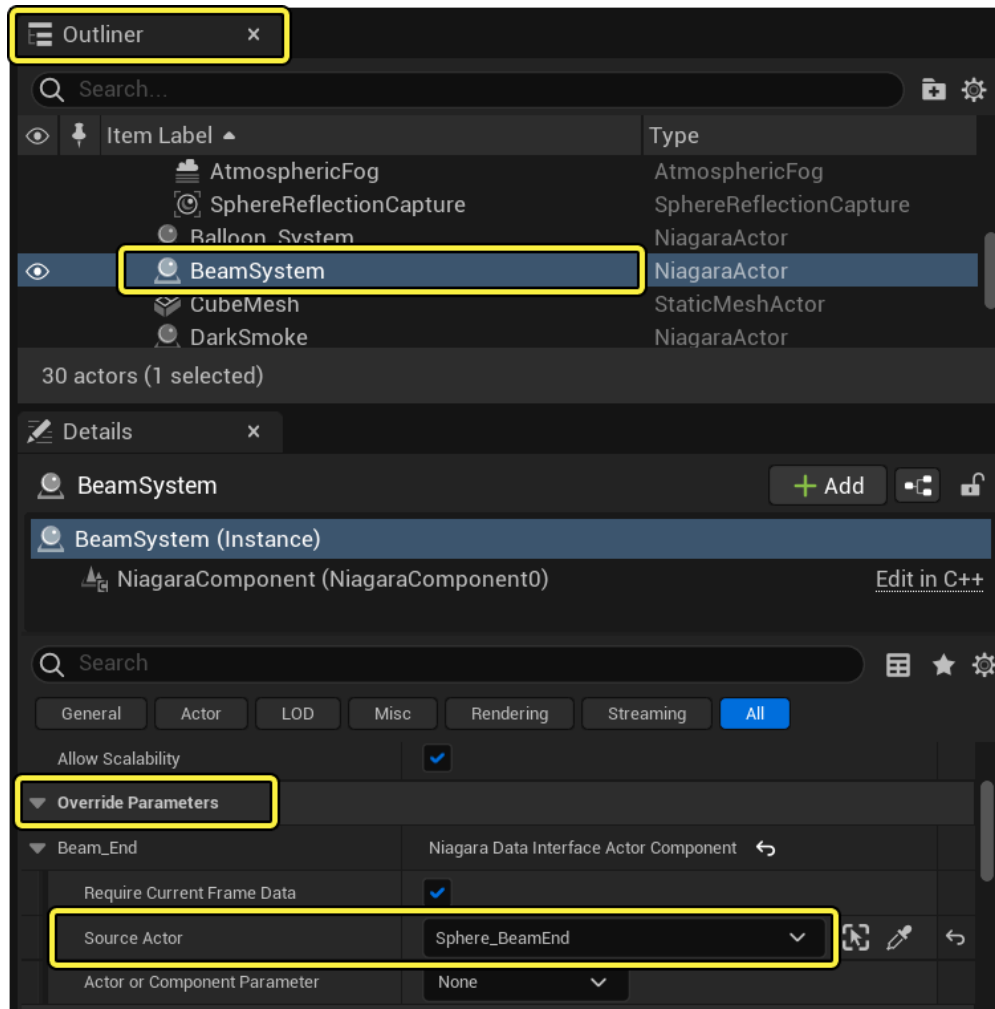 Outliner
Search...
Item Label Type
AtmosphericFog AtmosphericFog
SphereReflectionCapture SphereReflectionCapture
Balloon_System NiagaraActor
BeamSystem NiagaraActor
CubeMesh StaticMeshActor
DarkSmoke NiagaraActor
30 actors (1 selected)
Details
BeamSystem + Add
BeamSystem (Instance)
NiagaraComponent (NiagaraComponent0) Edit in C++
Search
General Actor LOD Misc Rendering Streaming All
Allow Scalability
Override Parameters
Beam_End Niagara Data Interface Actor Component
Require Current Frame Data
Source Actor Sphere_BeamEnd
Actor or Component Parameter None